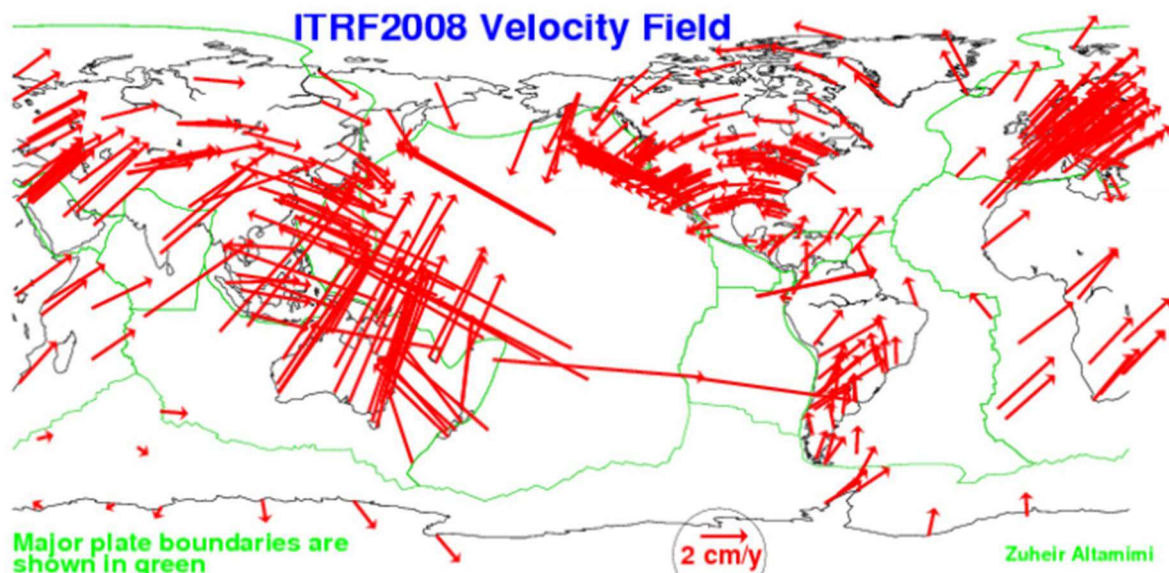 ITRF2008 Velocity Field
Major plate boundaries are
shown in green
2 cm/y
Zuheir Altamimi